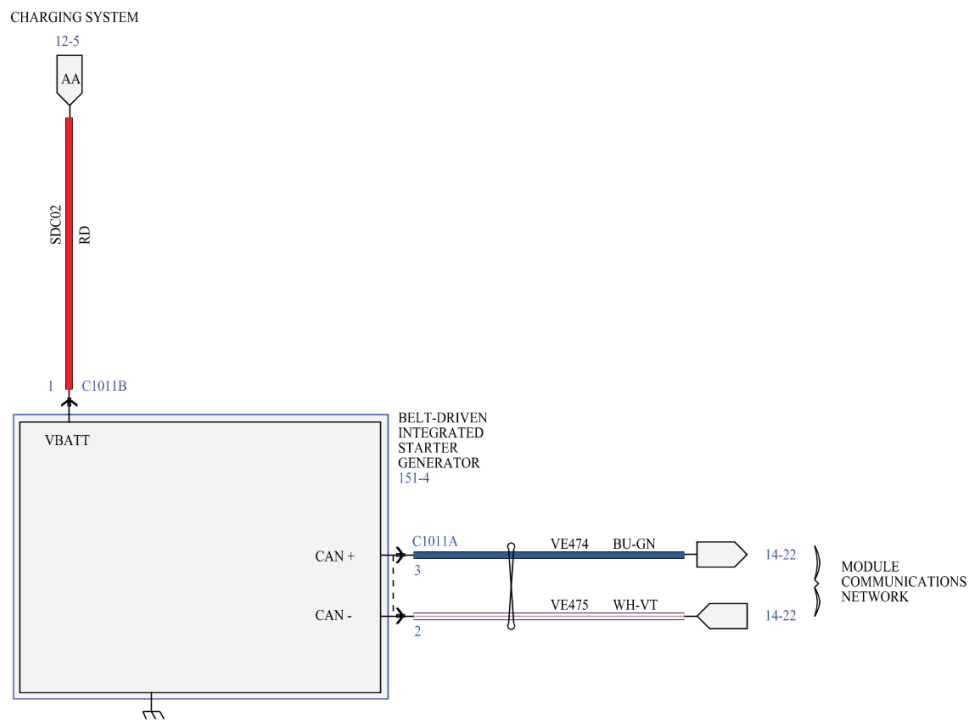 CHARGING SYSTEM
12-5
AA
SDC02
RD
1 C1011B
VBATT
BELT-DRIVEN
INTEGRATED
STARTER
GENERATOR
151-4
CAN +
C1011A
3
VE474 BU-GN
14-22
MODULE
COMMUNICATIONS
NETWORK
CAN -
2
VE475 WH-VT
14-22